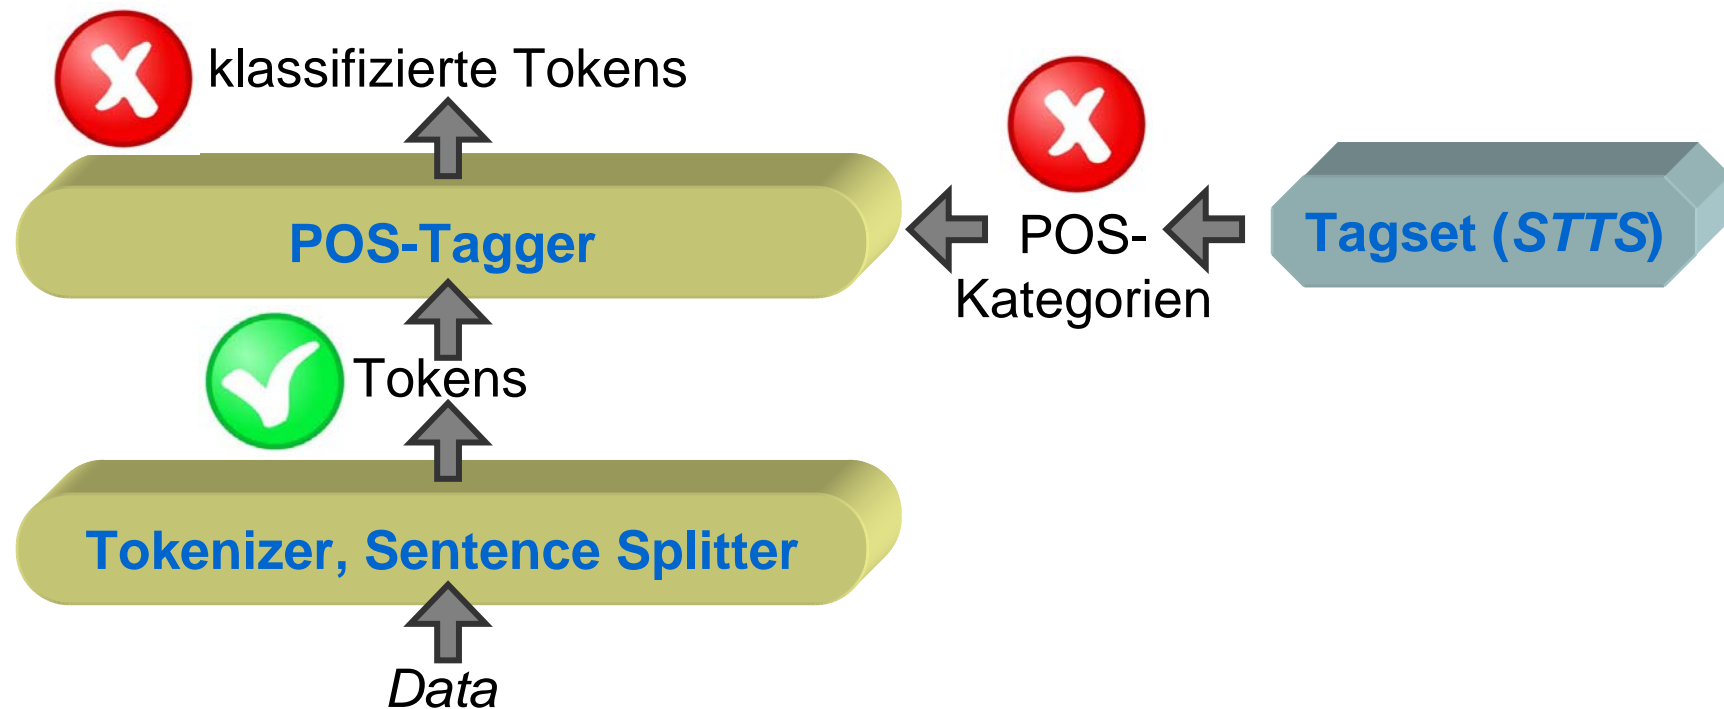 klassifizierte Tokens
POS-Tagger
POS-
Kategorien
Tagset (STTS)
Tokens
Tokenizer, Sentence Splitter
Data